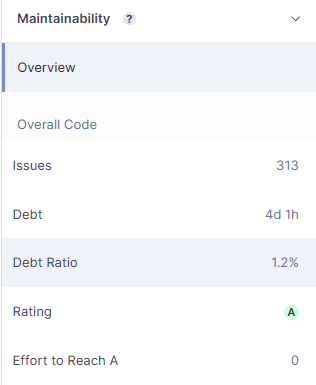 Maintainability ?
Overview
Overall Code
Issues 313
Debt 4d 1h
Debt Ratio 1.2%
Rating A
Effort to Reach A 0